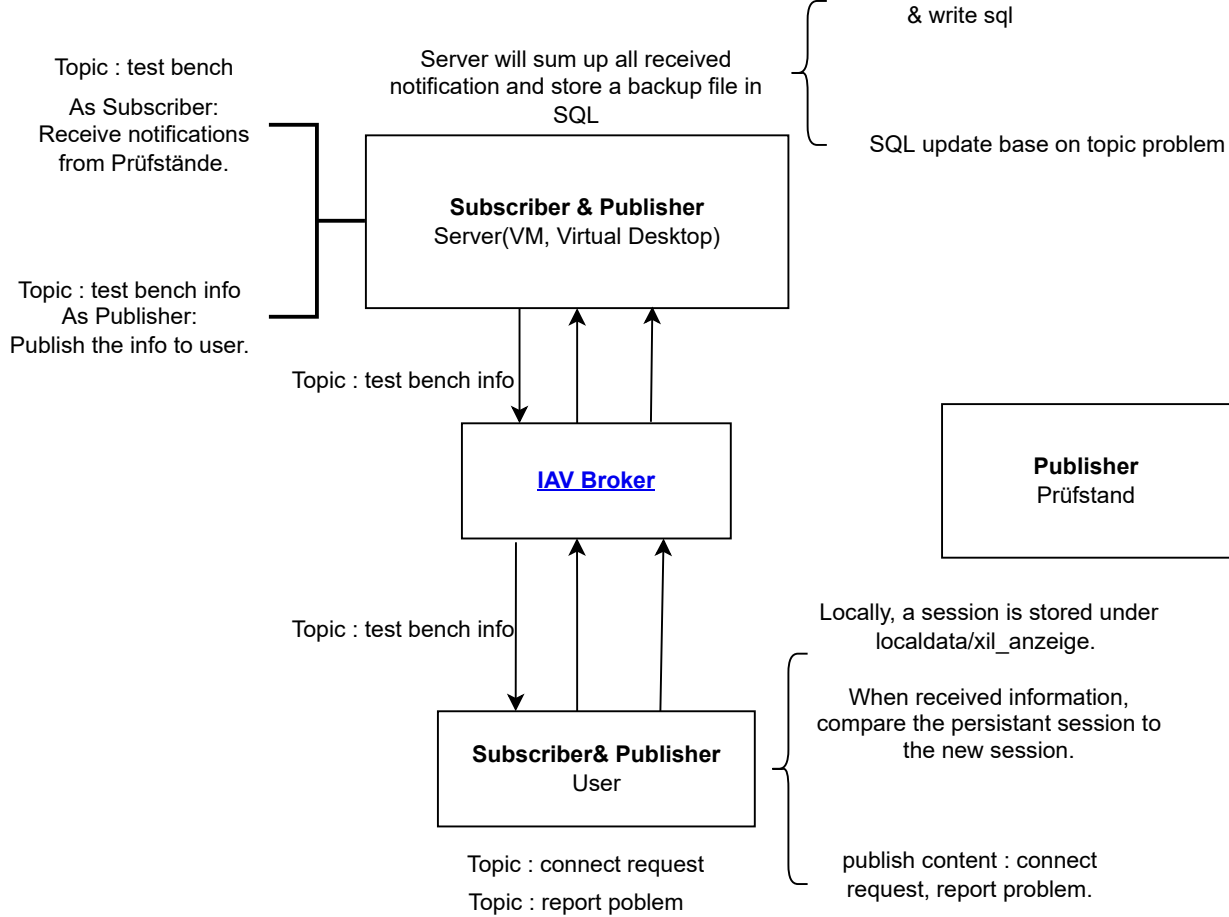 & write sql
Topic : test bench
Server will sum up all received
notification and store a backup file in
SQL
As Subscriber:
Receive notifications
from Prüfstände.
SQL update base on topic problem
Subscriber & Publisher
Server(VM, Virtual Desktop)
Topic : test bench info
As Publisher:
Publish the info to user.
Topic : test bench info
IAV Broker
Publisher
Prüfstand
Topic : test bench info
Locally, a session is stored under
localdata/xil_anzeige.
When received information,
compare the persistant session to
the new session.
Subscriber& Publisher
User
publish content : connect
request, report problem.
Topic : connect request
Topic : report poblem